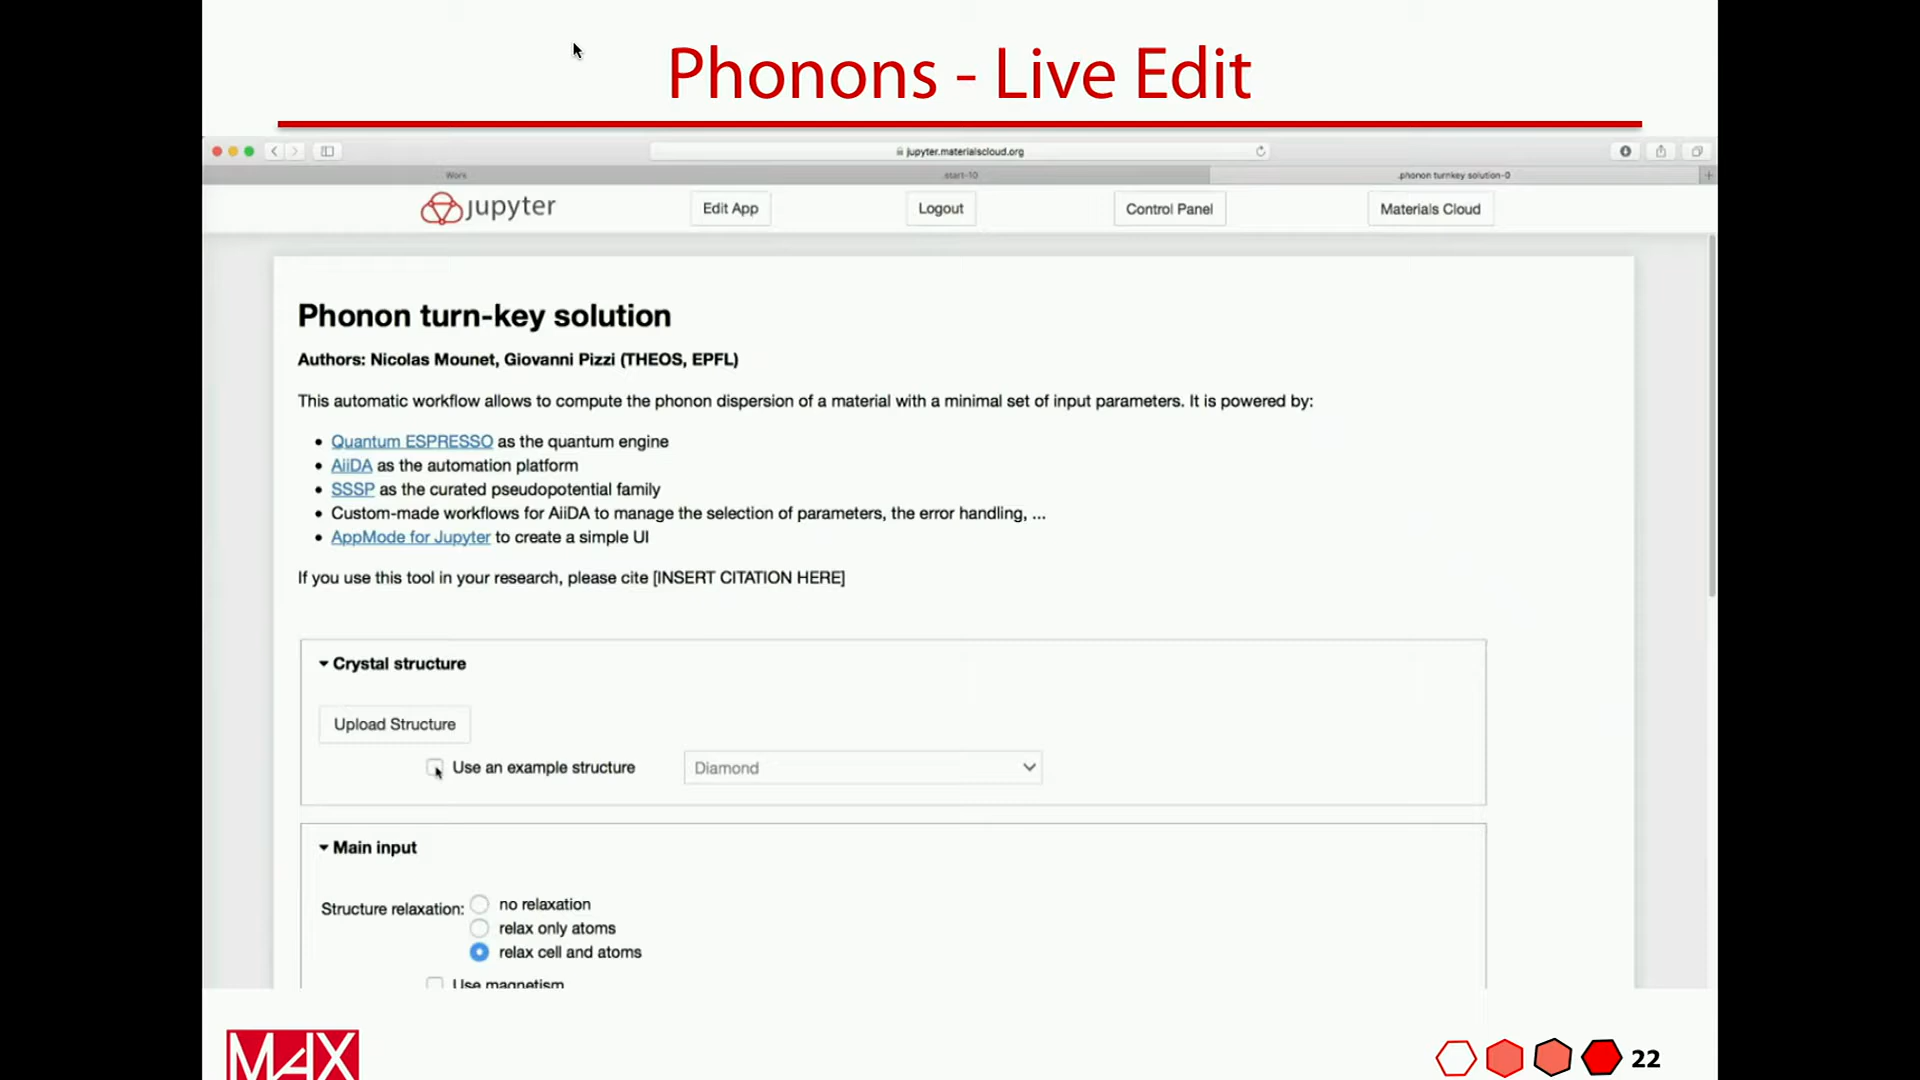 Phonons - Live Edit
jupyter.materialscloud.org
Work
start-10
phonon turnkey solution-0
jupyter
Edit App
Logout
Control Panel
Materials Cloud
Phonon turn-key solution
Authors: Nicolas Mounet, Giovanni Pizzi (THEOS, EPFL)
This automatic workflow allows to compute the phonon dispersion of a material with a minimal set of input parameters. It is powered by:
• Quantum ESPRESSO as the quantum engine
• AiiDA as the automation platform
• SSSP as the curated pseudopotential family
• Custom-made workflows for AiiDA to manage the selection of parameters, the error handling, ...
• AppMode for Jupyter to create a simple UI
If you use this tool in your research, please cite [INSERT CITATION HERE]
Crystal structure
Upload Structure
Use an example structure
Diamond
Main input
Structure relaxation:
no relaxation
relax only atoms
relax cell and atoms
Use magnetism
MAX
22